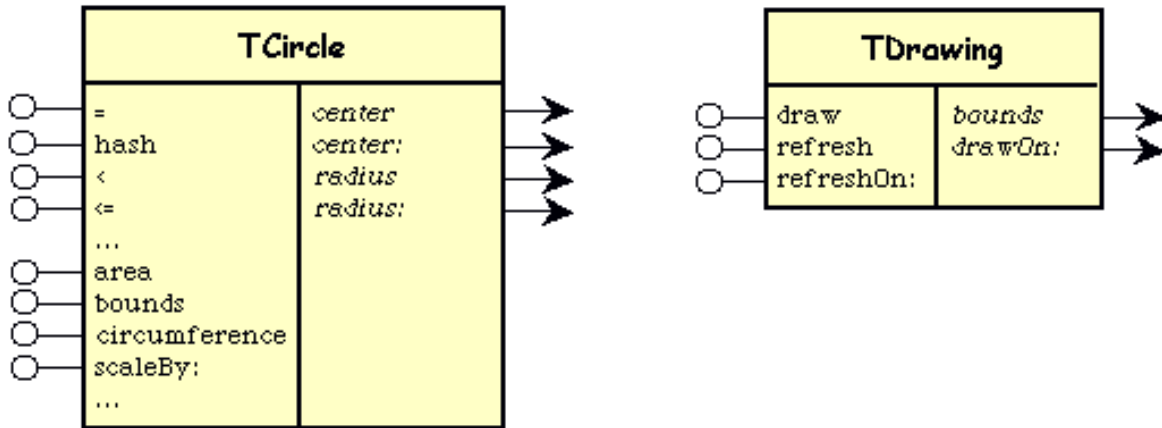 TCircle
= center
hash center:
< radius
<= radius:
...
area
bounds
circumference
scaleBy:
...
TDrawing
draw bounds
refresh drawOn:
refreshOn: